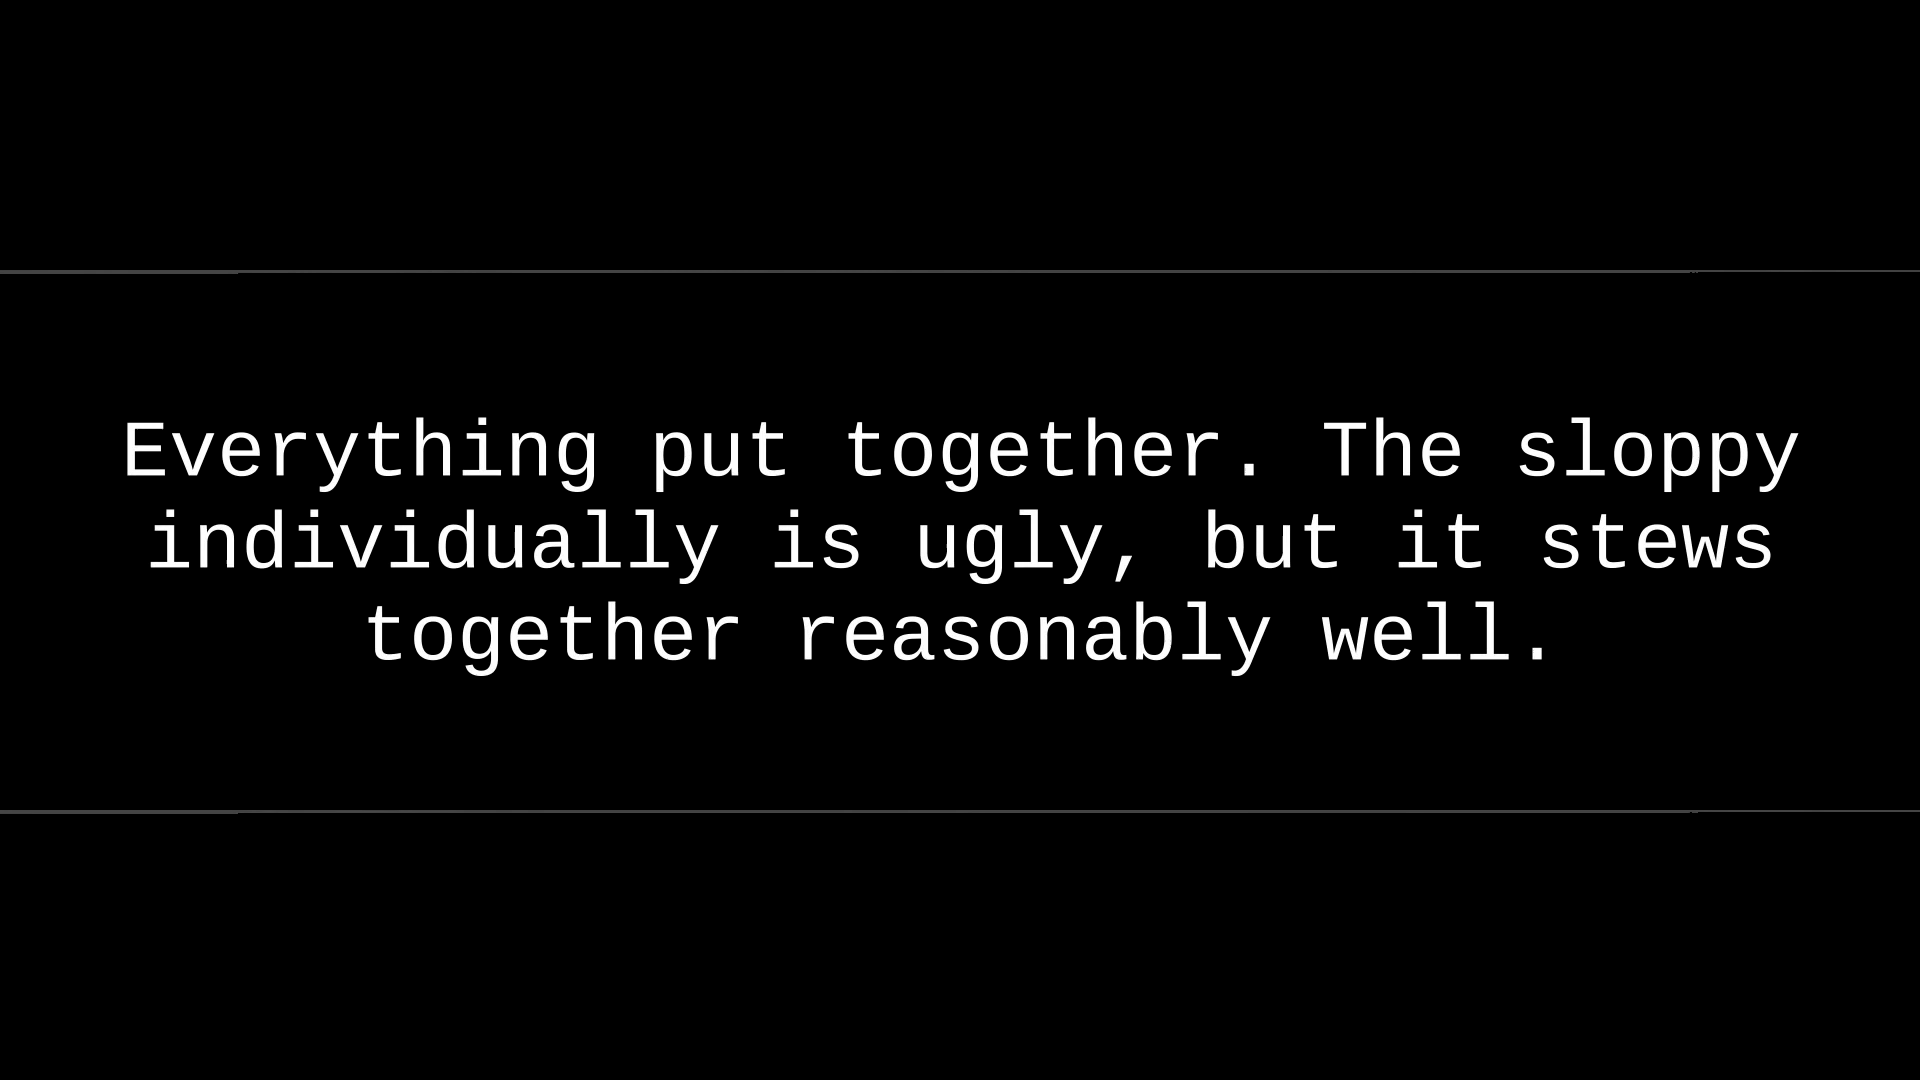 Everything put together. The sloppy
individually is ugly, but it stews
together reasonably well.